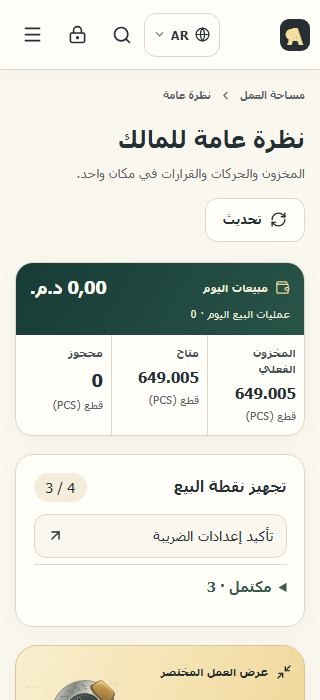 AR
مساحة العمل
نظرة عامة
نظرة عامة للمالك
المخزون والحركات والقرارات في مكان واحد.
تحديث
مبيعات اليوم
0,00 د.م.
عمليات البيع اليوم · 0
المخزون الفعلي
649.005
قطع (PCS)
متاح
649.005
قطع (PCS)
محجوز
0
قطع (PCS)
تجهيز نقطة البيع
3 / 4
تأكيد إعدادات الضريبة
مكتمل · 3
عرض العمل المختصر